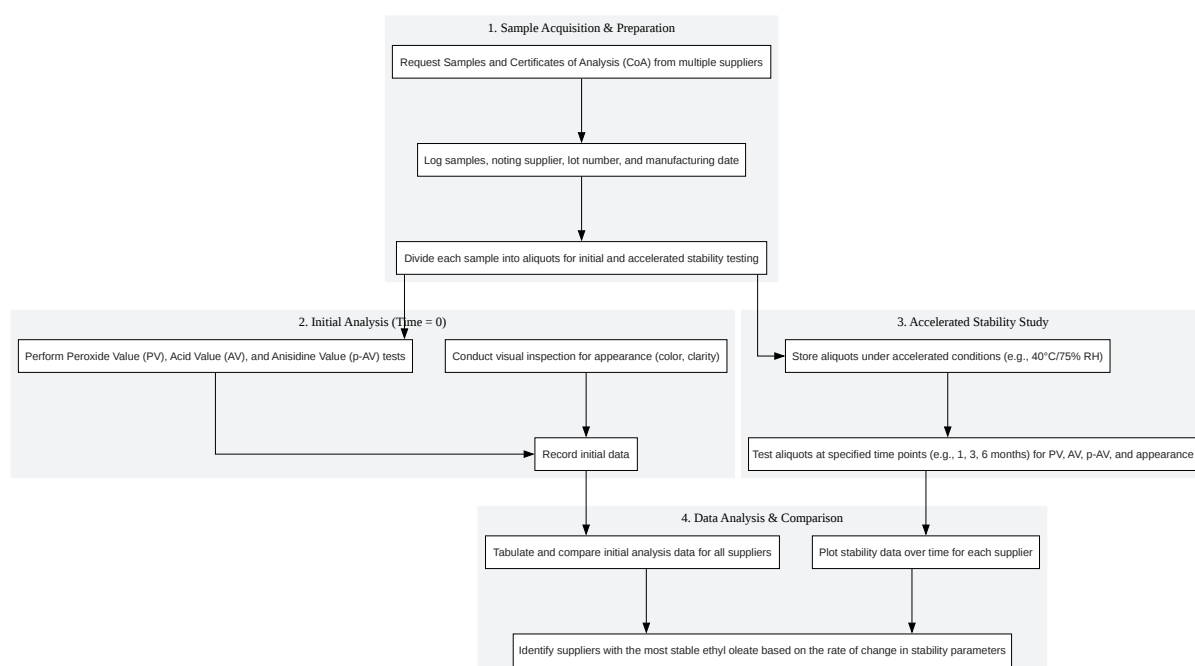 1. Sample Acquisition & Preparation
Request Samples and Certificates of Analysis (CoA) from multiple suppliers
Log samples, noting supplier, lot number, and manufacturing date
Divide each sample into aliquots for initial and accelerated stability testing
2. Initial Analysis (Time = 0)
Perform Peroxide Value (PV), Acid Value (AV), and Anisidine Value (p-AV) tests
Conduct visual inspection for appearance (color, clarity)
Record initial data
3. Accelerated Stability Study
Store aliquots under accelerated conditions (e.g., 40°C/75% RH)
Test aliquots at specified time points (e.g., 1, 3, 6 months) for PV, AV, p-AV, and appearance
4. Data Analysis & Comparison
Tabulate and compare initial analysis data for all suppliers
Plot stability data over time for each supplier
Identify suppliers with the most stable ethyl oleate based on the rate of change in stability parameters